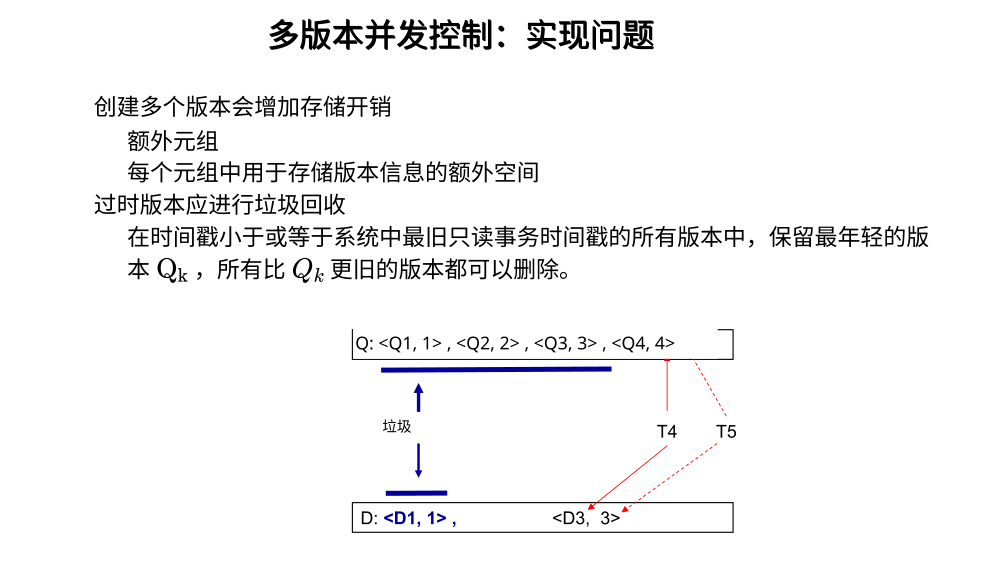 多版本并发控制：实现问题
创建多个版本会增加存储开销
额外元组
每个元组中用于存储版本信息的额外空间
过时版本应进行垃圾回收
在时间戳小于或等于系统中最旧只读事务时间戳的所有版本中，保留最年轻的版
本 Qk ，所有比 Qk 更旧的版本都可以删除。
Q: <Q1, 1> , <Q2, 2> , <Q3, 3> , <Q4, 4>
垃圾
T4 T5
D: <D1, 1> , <D3, 3>